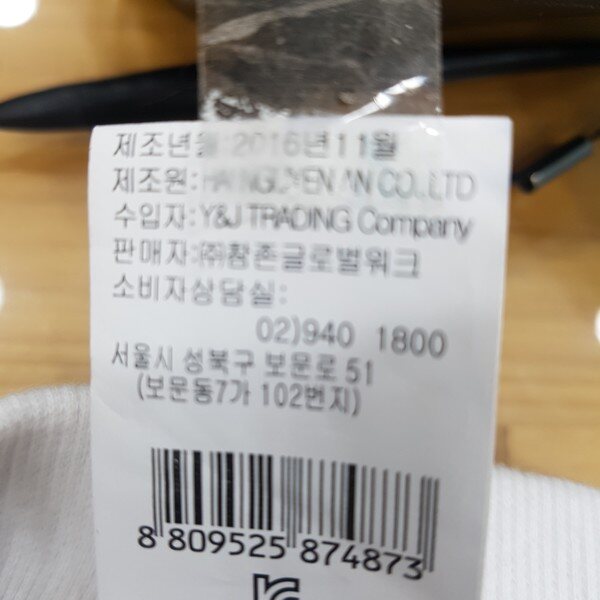 제조년월:2016년11월
제조원: CO.,LTD
수입자:Y&J TRADING Company
판매자:㈜참존글로벌워크
소비자상담실:
02)940 1800
서울시 성북구 보문로 51
(보문동7가 102번지)
8 809525 874873